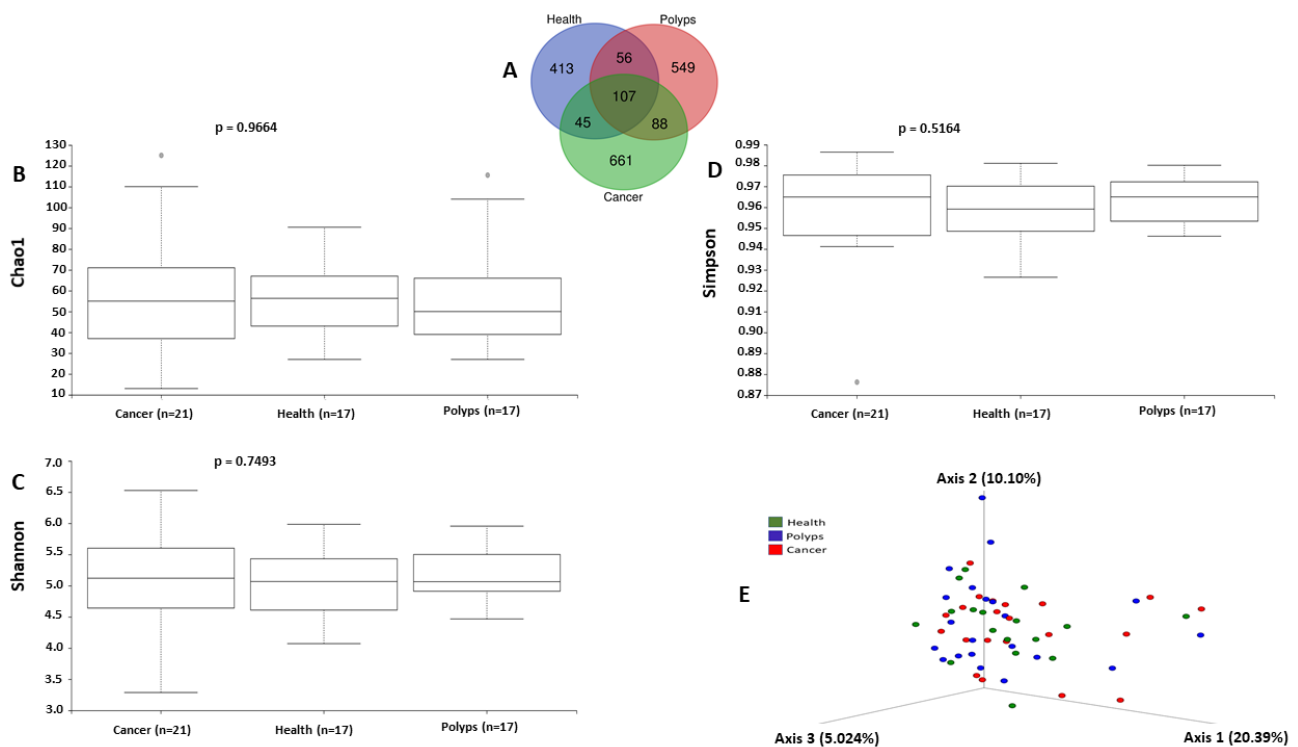 Health
Polyps
A
413
56
549
107
45
88
661
Cancer
B
p = 0.9664
Chao1
130
120
110
100
90
80
70
60
50
40
30
20
10
Cancer (n=21)
Health (n=17)
Polyps (n=17)
D
p = 0.5164
Simpson
0.99
0.98
0.97
0.96
0.95
0.94
0.93
0.92
0.91
0.90
0.89
0.88
0.87
Cancer (n=21)
Health (n=17)
Polyps (n=17)
C
p = 0.7493
Shannon
7.0
6.5
6.0
5.5
5.0
4.5
4.0
3.5
3.0
Cancer (n=21)
Health (n=17)
Polyps (n=17)
E
Axis 2 (10.10%)
Health
Polyps
Cancer
Axis 3 (5.024%)
Axis 1 (20.39%)